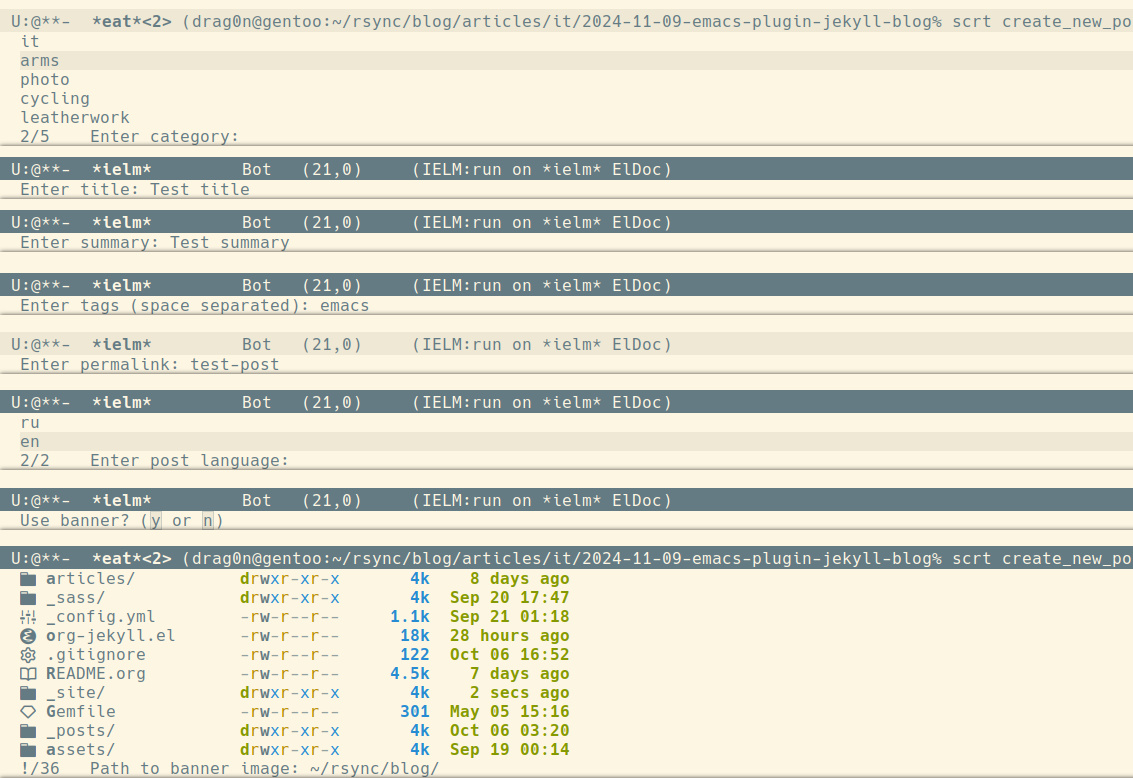 U:@**-  *eat*<2> (drag0n@gentoo:~/rsync/blog/articles/it/2024-11-09-emacs-plugin-jekyll-blog% scrt create_new_po
it
arms
photo
cycling
leatherwork
2/5   Enter category:
U:@**-  *ielm*         Bot   (21,0)     (IELM:run on *ielm* ElDoc)
Enter title: Test title
U:@**-  *ielm*         Bot   (21,0)     (IELM:run on *ielm* ElDoc)
Enter summary: Test summary
U:@**-  *ielm*         Bot   (21,0)     (IELM:run on *ielm* ElDoc)
Enter tags (space separated): emacs
U:@**-  *ielm*         Bot   (21,0)     (IELM:run on *ielm* ElDoc)
Enter permalink: test-post
U:@**-  *ielm*         Bot   (21,0)     (IELM:run on *ielm* ElDoc)
ru
en
2/2   Enter post language:
U:@**-  *ielm*         Bot   (21,0)     (IELM:run on *ielm* ElDoc)
Use banner? (y or n)
U:@**-  *eat*<2> (drag0n@gentoo:~/rsync/blog/articles/it/2024-11-09-emacs-plugin-jekyll-blog% scrt create_new_po
articles/ drwxr-xr-x 4k 8 days ago
_sass/ drwxr-xr-x 4k Sep 20 17:47
_config.yml -rw-r--r-- 1.1k Sep 21 01:18
org-jekyll.el -rw-r--r-- 18k 28 hours ago
.gitignore -rw-r--r-- 122 Oct 06 16:52
README.org -rw-r--r-- 4.5k 7 days ago
_site/ drwxr-xr-x 4k 2 secs ago
Gemfile -rw-r--r-- 301 May 05 15:16
_posts/ drwxr-xr-x 4k Oct 06 03:20
assets/ drwxr-xr-x 4k Sep 19 00:14
!/36   Path to banner image: ~/rsync/blog/